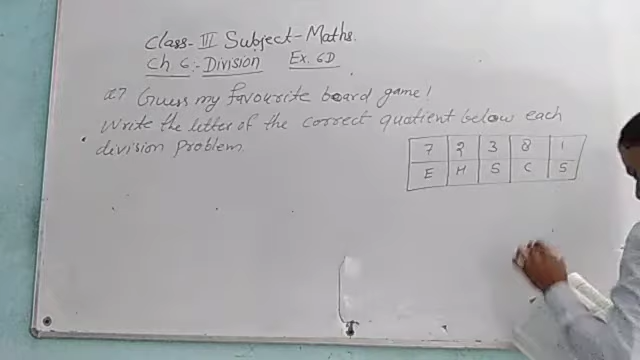 Class- III Subject- Maths.
Ch 6:- Division Ex. 6D
Q7 Guess my favourite board game!
Write the letter of the correct quatient below each
division problem.
7 2 3 8 1
E H S C S